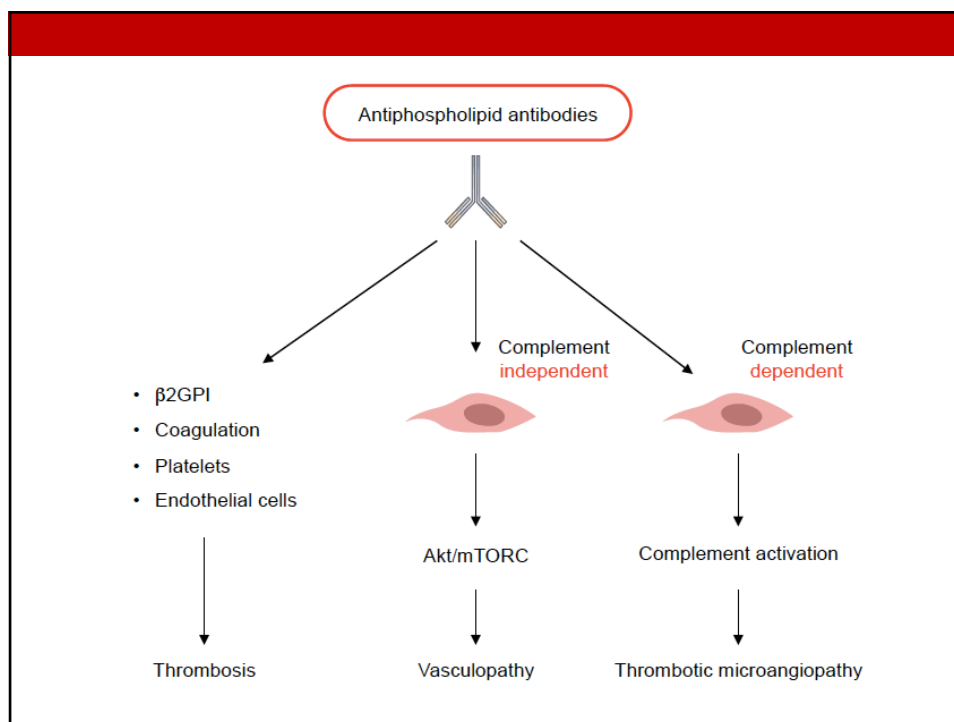 Antiphospholipid antibodies
Complement
independent
Complement
dependent
• β2GPI
• Coagulation
• Platelets
• Endothelial cells
Akt/mTORC
Complement activation
Thrombosis
Vasculopathy
Thrombotic microangiopathy